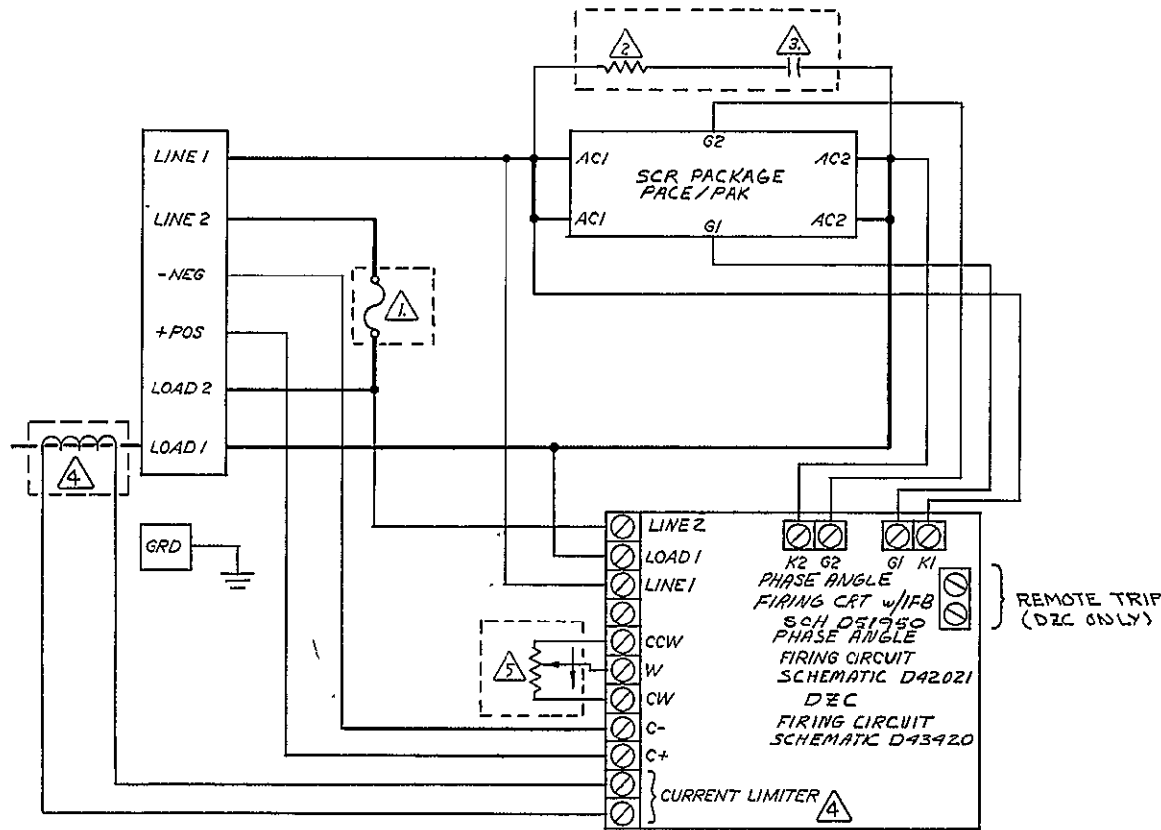 2.
3.
LINE 1
LINE 2
-NEG
+POS
LOAD 2
LOAD 1
1.
4
GRD
G2
AC1
AC2
SCR PACKAGE
PACE/PAK
AC1
AC2
G1
LINE 2
LOAD 1
LINE 1
CCW
W
CW
C-
C+
CURRENT LIMITER 4
5
K2 G2 G1 K1
PHASE ANGLE
FIRING CRT w/IFB
SCH D51950
PHASE ANGLE
FIRING CIRCUIT
SCHEMATIC D42021
DZC
FIRING CIRCUIT
SCHEMATIC D43420
REMOTE TRIP
(DZC ONLY)